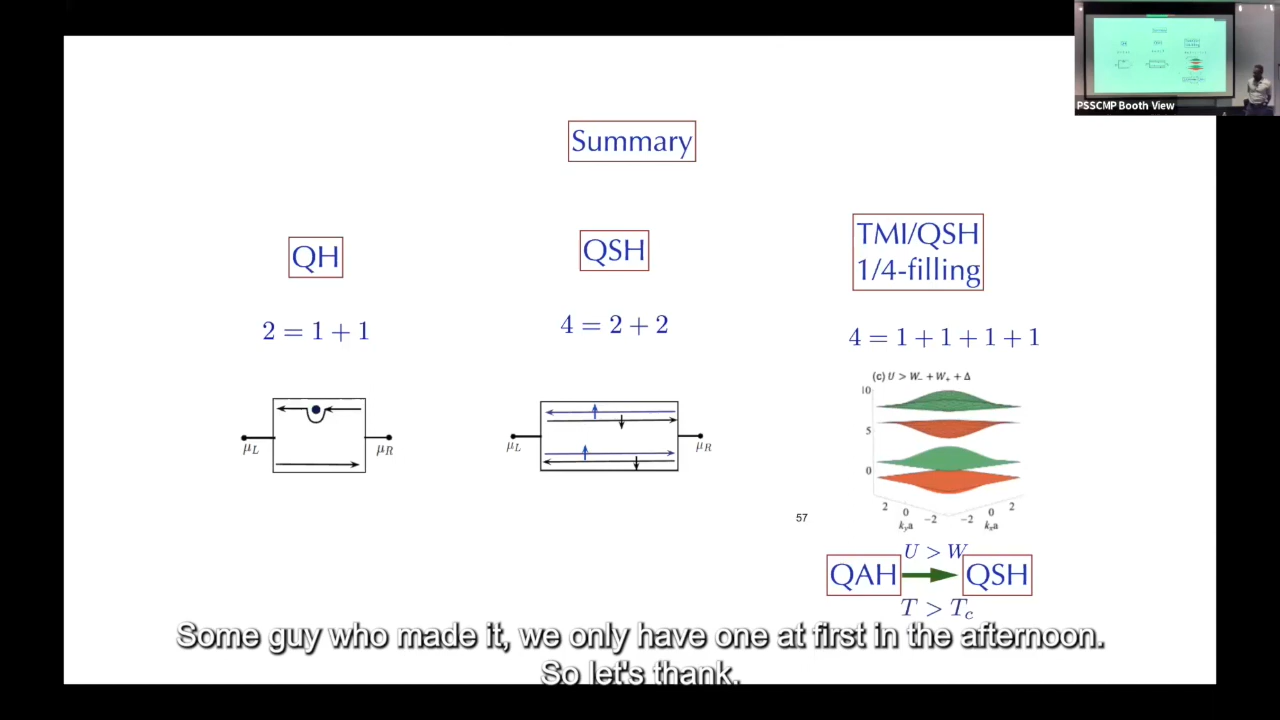 PSSCMP Booth View
Summary
QH
2 = 1 + 1
μL
μR
QSH
4 = 2 + 2
μL
μR
TMI/QSH
1/4-filling
4 = 1 + 1 + 1 + 1
(c) U > W₋ + W₊ + Δ
10
5
0
2
0
−2
−2
0
2
kya
kxa
57
U > W
QAH
QSH
T > Tc
Some guy who made it, we only have one at first in the afternoon.
So let's thank.